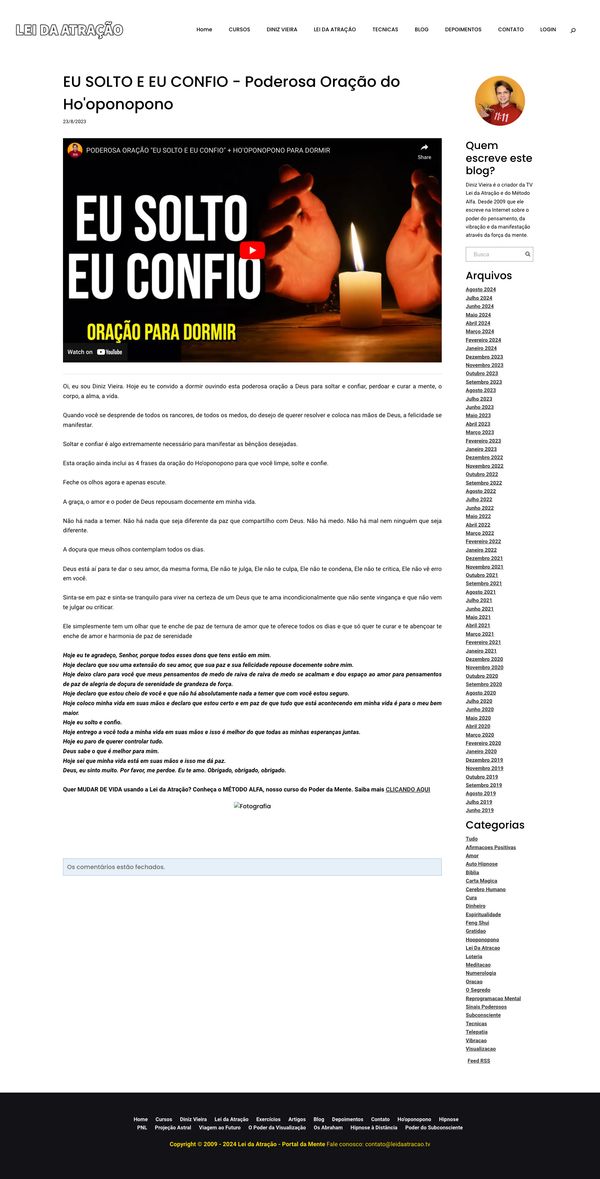 LEI DA ATRAÇÃO
Home CURSOS DINIZ VIEIRA LEI DA ATRAÇÃO TECNICAS BLOG DEPOIMENTOS CONTATO LOGIN
EU SOLTO E EU CONFIO - Poderosa Oração do
Ho'oponopono
23/8/2023
PODEROSA ORAÇÃO "EU SOLTO E EU CONFIO" + HO'OPONOPONO PARA DORMIR
Share
EU SOLTO
EU CONFIO
ORAÇÃO PARA DORMIR
Watch on YouTube
Oi, eu sou Diniz Vieira. Hoje eu te convido a dormir ouvindo esta poderosa oração a Deus para soltar e confiar, perdoar e curar a mente, o
corpo, a alma, a vida.
Quando você se desprende de todos os rancores, de todos os medos, do desejo de querer resolver e coloca nas mãos de Deus, a felicidade se
manifestar.
Soltar e confiar é algo extremamente necessário para manifestar as bênçãos desejadas.
Esta oração ainda inclui as 4 frases da oração do Ho'oponopono para que você limpe, solte e confie.
Feche os olhos agora e apenas escute.
A graça, o amor e o poder de Deus repousam docemente em minha vida.
Não há nada a temer. Não há nada que seja diferente da paz que compartilho com Deus. Não há medo. Não há mal nem ninguém que seja
diferente.
A doçura que meus olhos contemplam todos os dias.
Deus está aí para te dar o seu amor, da mesma forma, Ele não te julga, Ele não te culpa, Ele não te condena, Ele não te critica, Ele não vê erro
em você.
Sinta-se em paz e sinta-se tranquilo para viver na certeza de um Deus que te ama incondicionalmente que não sente vingança e que não vem
te julgar ou criticar.
Ele simplesmente tem um olhar que te enche de paz de ternura de amor que te oferece todos os dias e que só quer te curar e te abençoar te
enche de amor e harmonia de paz de serenidade
Hoje eu te agradeço, Senhor, porque todos esses dons que tens estão em mim.
Hoje declaro que sou uma extensão do seu amor, que sua paz e sua felicidade repouse docemente sobre mim.
Hoje deixo claro para você que meus pensamentos de medo de raiva de raiva de medo se acalmam e dou espaço ao amor para pensamentos
de paz de alegria de doçura de serenidade de grandeza de força.
Hoje declaro que estou cheio de você e que não há absolutamente nada a temer que com você estou seguro.
Hoje coloco minha vida em suas mãos e declaro que estou certo e em paz de que tudo que está acontecendo em minha vida é para o meu bem
maior.
Hoje eu solto e confio.
Hoje entrego a você toda a minha vida em suas mãos e isso é melhor do que todas as minhas esperanças juntas.
Hoje eu paro de querer controlar tudo.
Deus sabe o que é melhor para mim.
Hoje sei que minha vida está em suas mãos e isso me dá paz.
Deus, eu sinto muito. Por favor, me perdoe. Eu te amo. Obrigado, obrigado, obrigado.
Quer MUDAR DE VIDA usando a Lei da Atração? Conheça o MÉTODO ALFA, nosso curso do Poder da Mente. Saiba mais CLICANDO AQUI
Fotografia
Os comentários estão fechados.
11:11
Quem
escreve este
blog?
Diniz Vieira é o criador da TV
Lei da Atração e do Método
Alfa. Desde 2009 que ele
escreve na Internet sobre o
poder do pensamento, da
vibração e da manifestação
através da força da mente.
Busca
Arquivos
Agosto 2024
Julho 2024
Junho 2024
Maio 2024
Abril 2024
Março 2024
Fevereiro 2024
Janeiro 2024
Dezembro 2023
Novembro 2023
Outubro 2023
Setembro 2023
Agosto 2023
Julho 2023
Junho 2023
Maio 2023
Abril 2023
Março 2023
Fevereiro 2023
Janeiro 2023
Dezembro 2022
Novembro 2022
Outubro 2022
Setembro 2022
Agosto 2022
Julho 2022
Junho 2022
Maio 2022
Abril 2022
Março 2022
Fevereiro 2022
Janeiro 2022
Dezembro 2021
Novembro 2021
Outubro 2021
Setembro 2021
Agosto 2021
Julho 2021
Junho 2021
Maio 2021
Abril 2021
Março 2021
Fevereiro 2021
Janeiro 2021
Dezembro 2020
Novembro 2020
Outubro 2020
Setembro 2020
Agosto 2020
Julho 2020
Junho 2020
Maio 2020
Abril 2020
Março 2020
Fevereiro 2020
Janeiro 2020
Dezembro 2019
Novembro 2019
Outubro 2019
Setembro 2019
Agosto 2019
Julho 2019
Junho 2019
Categorias
Tudo
Afirmacoes Positivas
Amor
Auto Hipnose
Bíblia
Carta Magica
Cerebro Humano
Cura
Dinheiro
Espiritualidade
Feng Shui
Gratidao
Hooponopono
Lei Da Atracao
Loteria
Meditacao
Numerologia
Oracao
O Segredo
Reprogramacao Mental
Sinais Poderosos
Subconsciente
Tecnicas
Telepatia
Vibracao
Visualizacao
Feed RSS
Home Cursos Diniz Vieira Lei da Atração Exercícios Artigos Blog Depoimentos Contato Ho'oponopono Hipnose
PNL Projeção Astral Viagem ao Futuro O Poder da Visualização Os Abraham Hipnose à Distância Poder do Subconsciente
Copyright © 2009 - 2024 Lei da Atração - Portal da Mente Fale conosco: contato@leidaatracao.tv